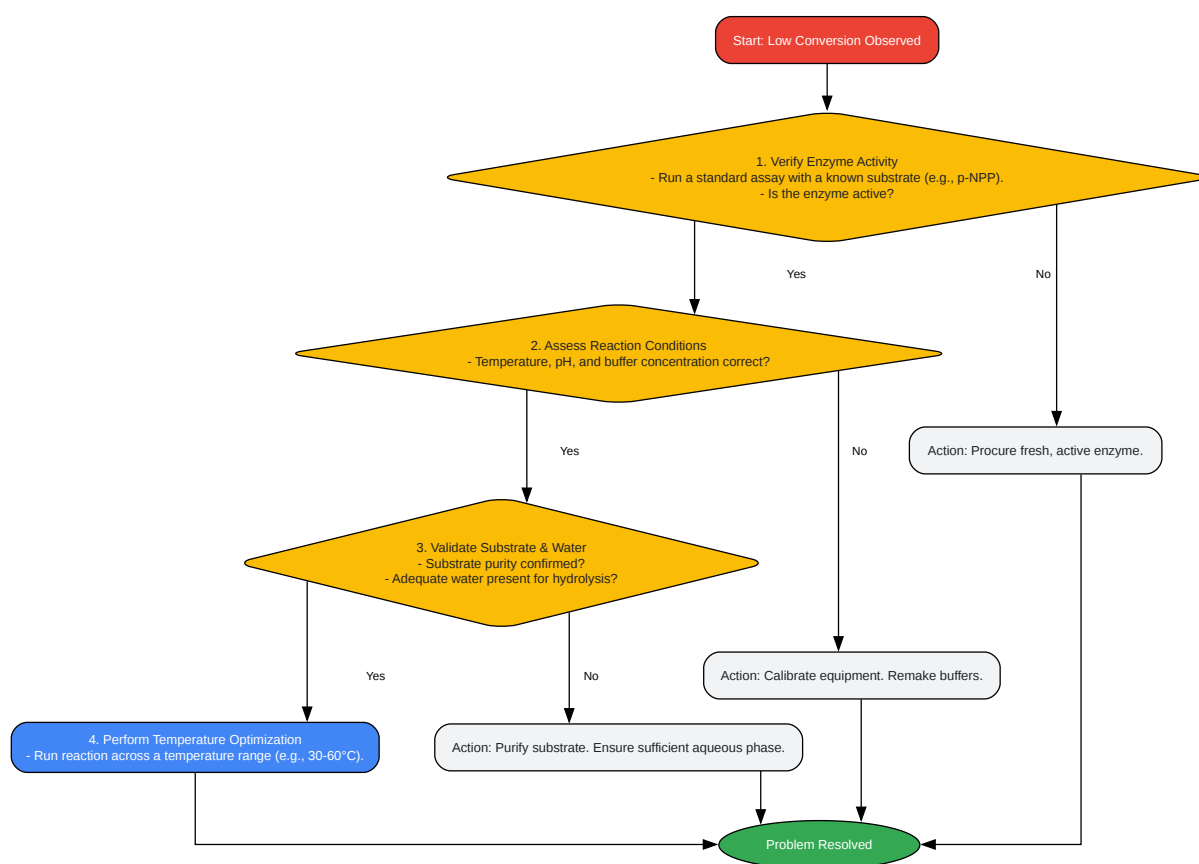 Start: Low Conversion Observed
1. Verify Enzyme Activity
- Run a standard assay with a known substrate (e.g., p-NPP).
- Is the enzyme active?
Yes
No
2. Assess Reaction Conditions
- Temperature, pH, and buffer concentration correct?
Yes
No
Action: Procure fresh, active enzyme.
3. Validate Substrate & Water
- Substrate purity confirmed?
- Adequate water present for hydrolysis?
Yes
No
Action: Calibrate equipment. Remake buffers.
4. Perform Temperature Optimization
- Run reaction across a temperature range (e.g., 30-60°C).
Action: Purify substrate. Ensure sufficient aqueous phase.
Problem Resolved